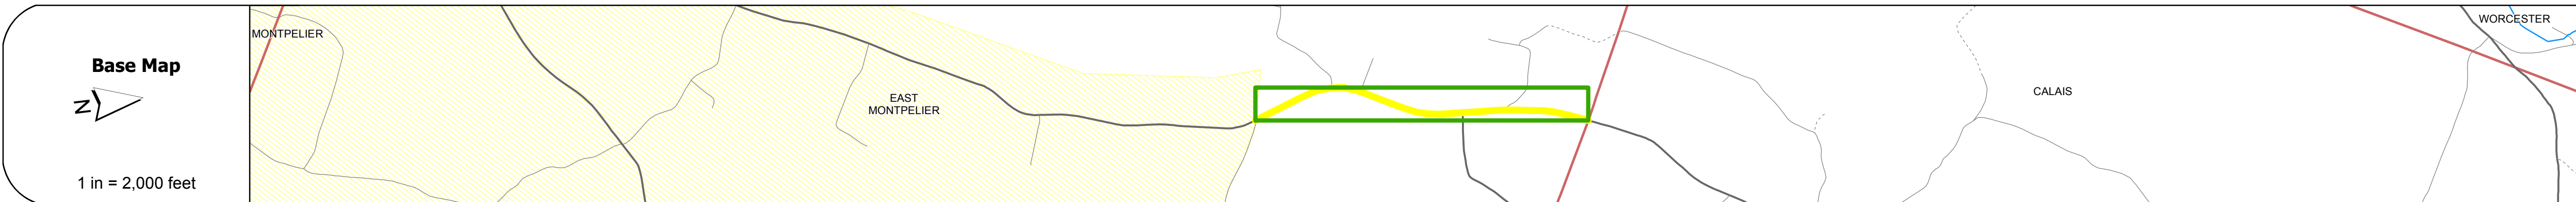 Base Map
N
1 in = 2,000 feet
MONTPELIER
EAST
MONTPELIER
CALAIS
WORCESTER